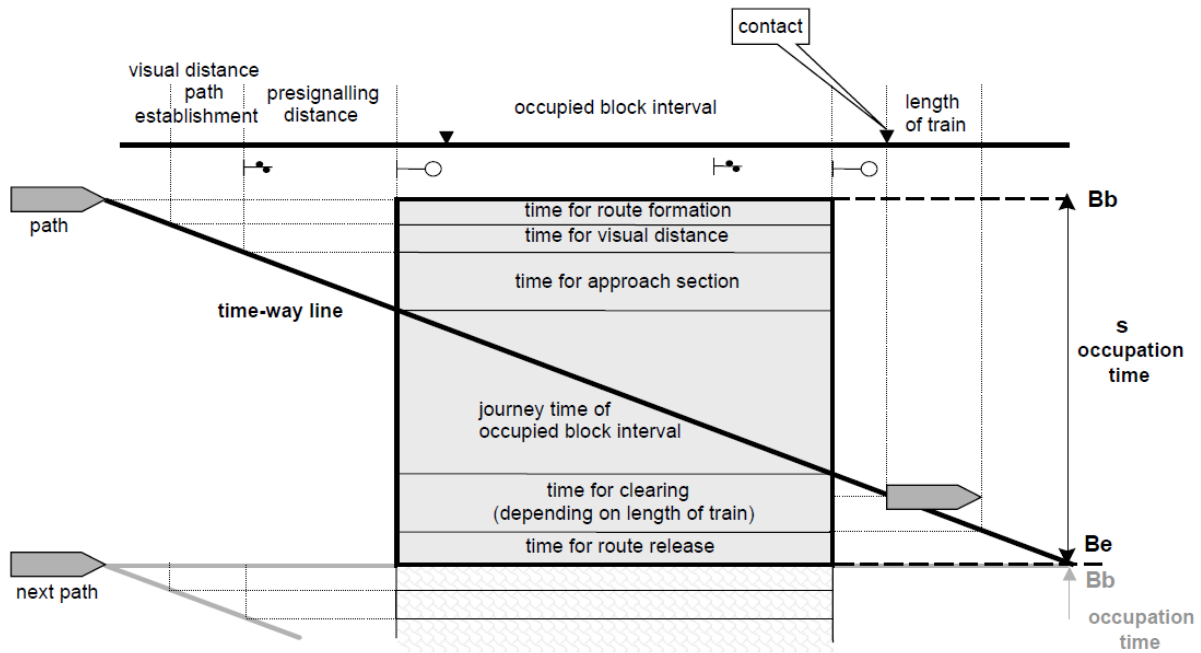 contact
visual distance
path
establishment
presignalling
distance
occupied block interval
length
of train
path
time for route formation
Bb
time for visual distance
time for approach section
time-way line
s
occupation
time
journey time of
occupied block interval
time for clearing
(depending on length of train)
time for route release
Be
next path
Bb
occupation
time